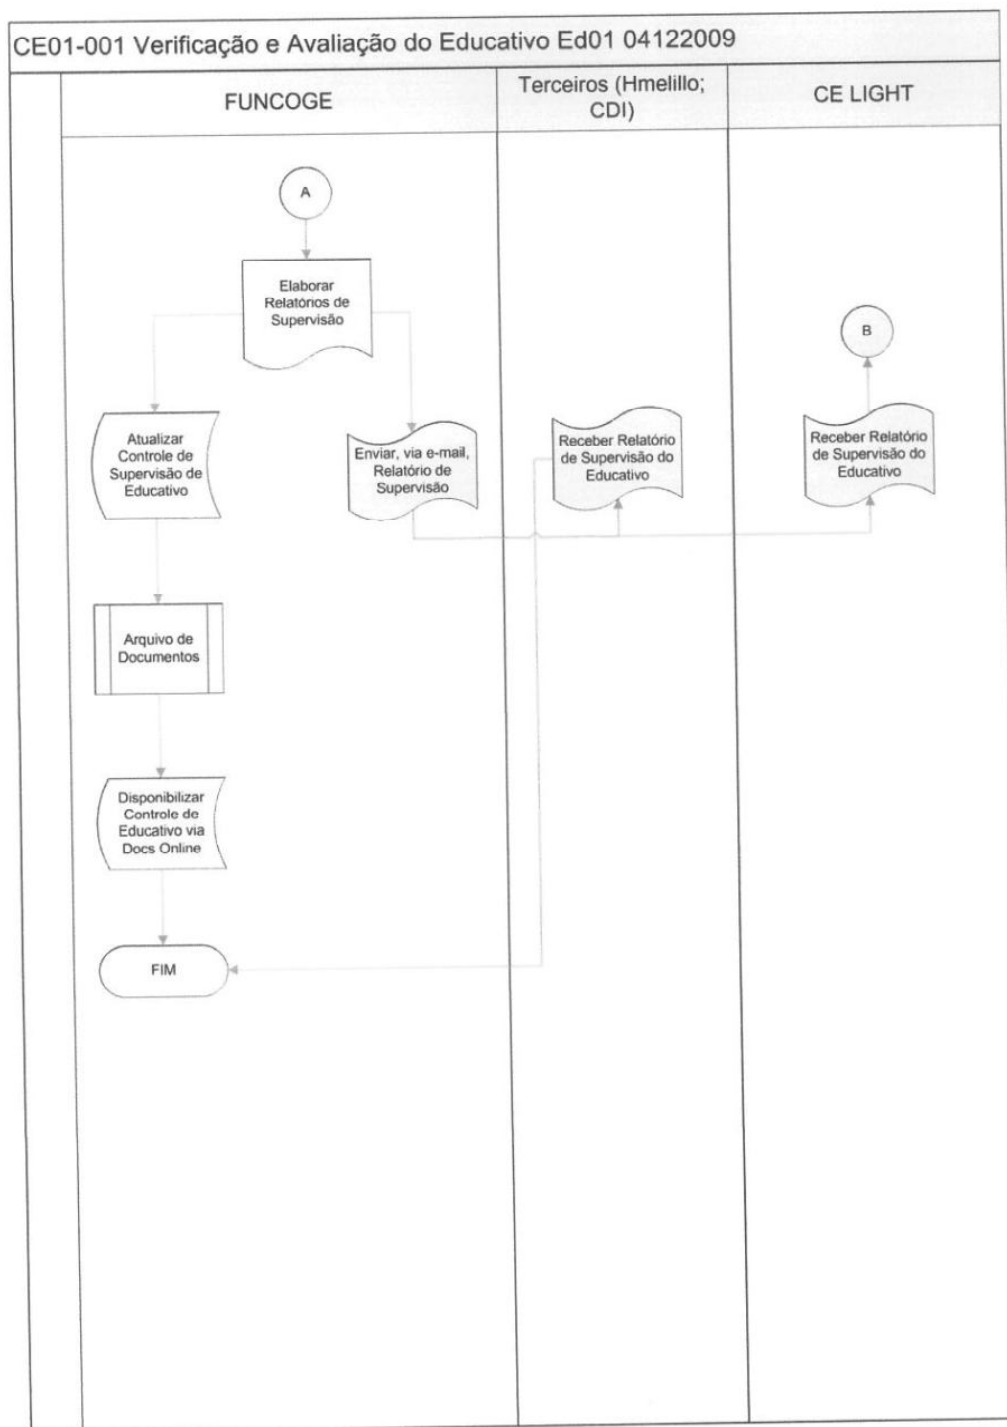 CE01-001 Verificação e Avaliação do Educativo Ed01 04122009
FUNCOGE
Terceiros (Hmelillo;
CDI)
CE LIGHT
A
Elaborar
Relatórios de
Supervisão
B
Atualizar
Controle de
Supervisão de
Educativo
Enviar, via e-mail,
Relatório de
Supervisão
Receber Relatório
de Supervisão do
Educativo
Receber Relatório
de Supervisão do
Educativo
Arquivo de
Documentos
Disponibilizar
Controle de
Educativo via
Docs Online
FIM